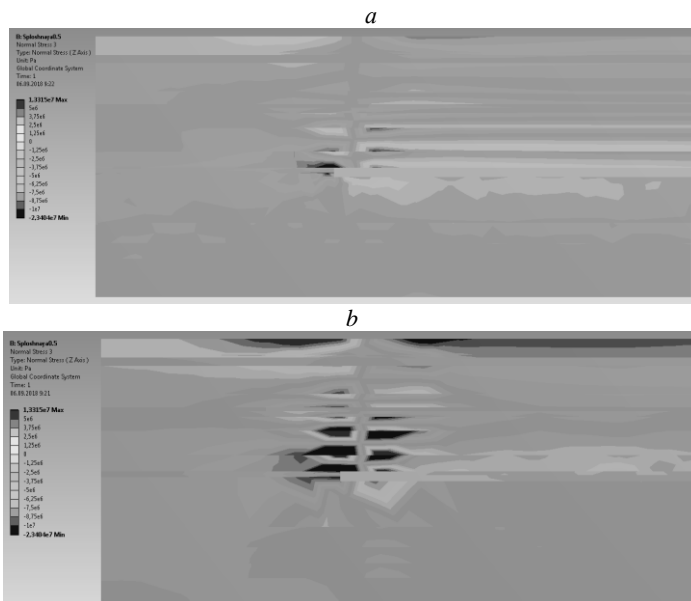 a
B: Sploshnaya0.5
Normal Stress 3
Type: Normal Stress (Z Axis)
Unit: Pa
Global Coordinate System
Time: 1
06.08.2018 9:22
1,3315e7 Max
5e6
3,75e6
2,5e6
1,25e6
0
-1,25e6
-2,5e6
-3,75e6
-5e6
-6,25e6
-7,5e6
-8,75e6
-1e7
-2,3404e7 Min
b
B: Sploshnaya0.5
Normal Stress 3
Type: Normal Stress (Z Axis)
Unit: Pa
Global Coordinate System
Time: 1
06.08.2018 9:21
1,3315e7 Max
5e6
3,75e6
2,5e6
1,25e6
0
-1,25e6
-2,5e6
-3,75e6
-5e6
-6,25e6
-7,5e6
-8,75e6
-1e7
-2,3404e7 Min